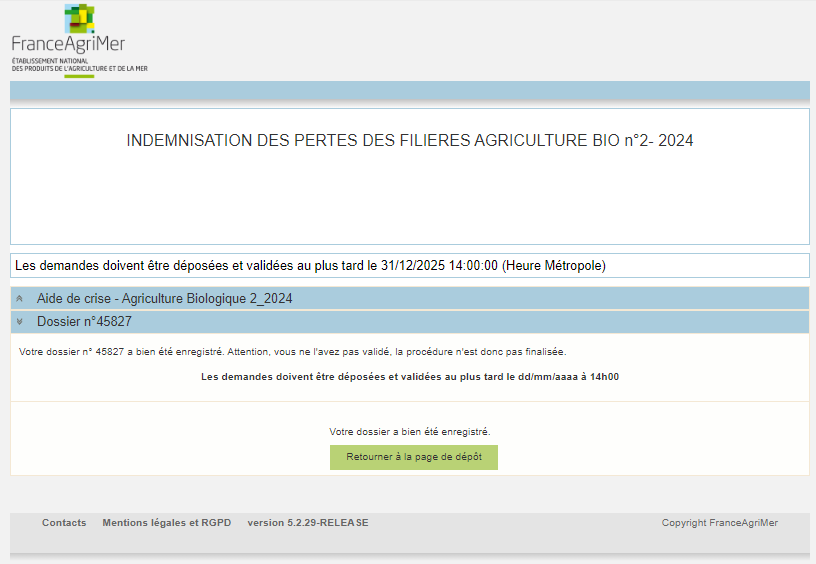 FranceAgriMer
ÉTABLISSEMENT NATIONAL
DES PRODUITS DE L'AGRICULTURE ET DE LA MER
INDEMNISATION DES PERTES DES FILIERES AGRICULTURE BIO n°2- 2024
Les demandes doivent être déposées et validées au plus tard le 31/12/2025 14:00:00 (Heure Métropole)
Aide de crise - Agriculture Biologique 2_2024
Dossier n°45827
Votre dossier n° 45827 a bien été enregistré. Attention, vous ne l'avez pas validé, la procédure n'est donc pas finalisée.
Les demandes doivent être déposées et validées au plus tard le dd/mm/aaaa à 14h00
Votre dossier a bien été enregistré.
Retourner à la page de dépôt
Contacts Mentions légales et RGPD version 5.2.29-RELEASE Copyright FranceAgriMer